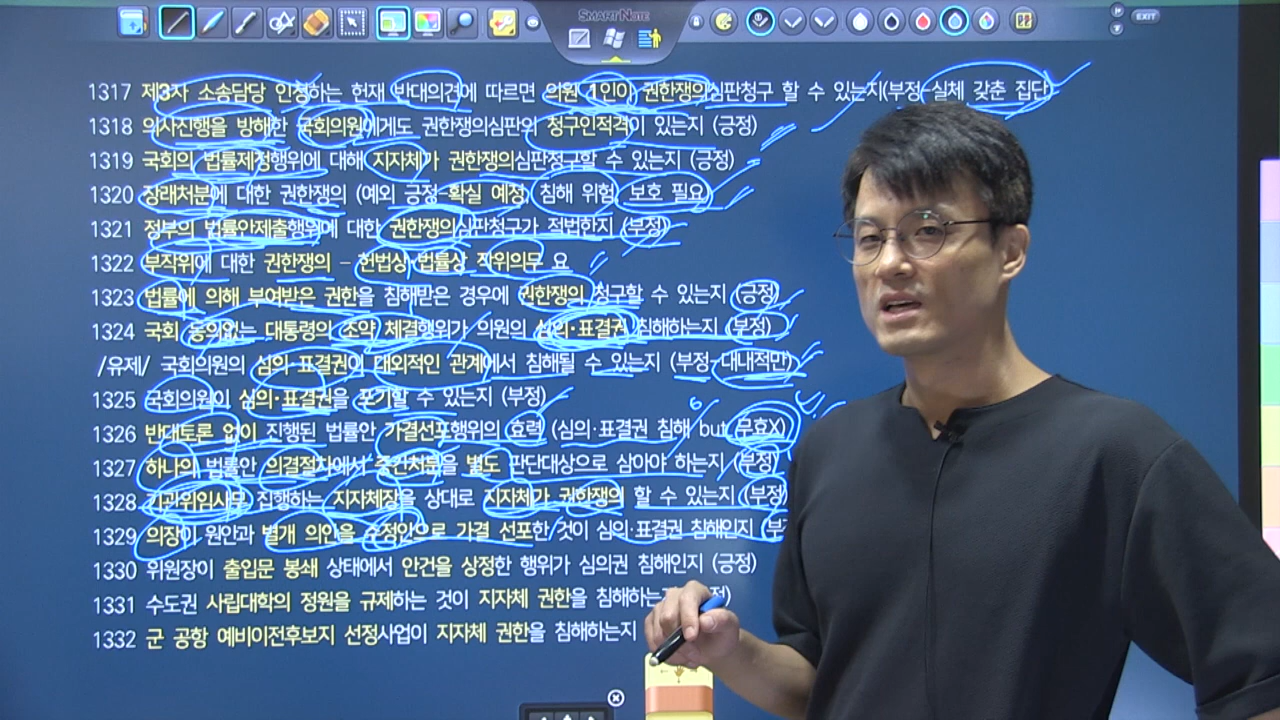 SMART NOTE
EXIT
1317 제3자 소송담당 인정하는 헌재 반대의견에 따르면 의원 1인이 권한쟁의심판청구 할 수 있는지(부정-실체 갖춘 집단)
1318 의사진행을 방해한 국회의원에게도 권한쟁의심판의 청구인적격이 있는지 (긍정)
1319 국회의 법률제정행위에 대해 지자체가 권한쟁의심판청구할 수 있는지 (긍정)
1320 장래처분에 대한 권한쟁의 (예외 긍정-확실 예정, 침해 위험, 보호 필요)
1321 정부의 법률안제출행위에 대한 권한쟁의심판청구가 적법한지 (부정)
1322 부작위에 대한 권한쟁의 – 헌법상·법률상 작위의무 요
1323 법률에 의해 부여받은 권한을 침해받은 경우에 권한쟁의 청구할 수 있는지 (긍정)
1324 국회 동의없는 대통령의 조약 체결행위가 의원의 심의·표결권 침해하는지 (부정)
/유제/ 국회의원의 심의·표결권이 대외적인 관계에서 침해될 수 있는지 (부정-대내적만)
1325 국회의원이 심의·표결권을 포기할 수 있는지 (부정)
1326 반대토론 없이 진행된 법률안 가결선포행위의 효력 (심의·표결권 침해 but 무효X)
1327 하나의 법률안 의결절차에서 중간처분을 별도 판단대상으로 삼아야 하는지 (부정)
1328 기관위임사무 집행하는 지자체장을 상대로 지자체가 권한쟁의 할 수 있는지 (부정
1329 의장이 원안과 별개 의안을 수정안으로 가결 선포한 것이 심의·표결권 침해인지 (부
1330 위원장이 출입문 봉쇄 상태에서 안건을 상정한 행위가 심의권 침해인지 (긍정)
1331 수도권 사립대학의 정원을 규제하는 것이 지자체 권한을 침해하는 정)
1332 군 공항 예비이전후보지 선정사업이 지자체 권한을 침해하는지